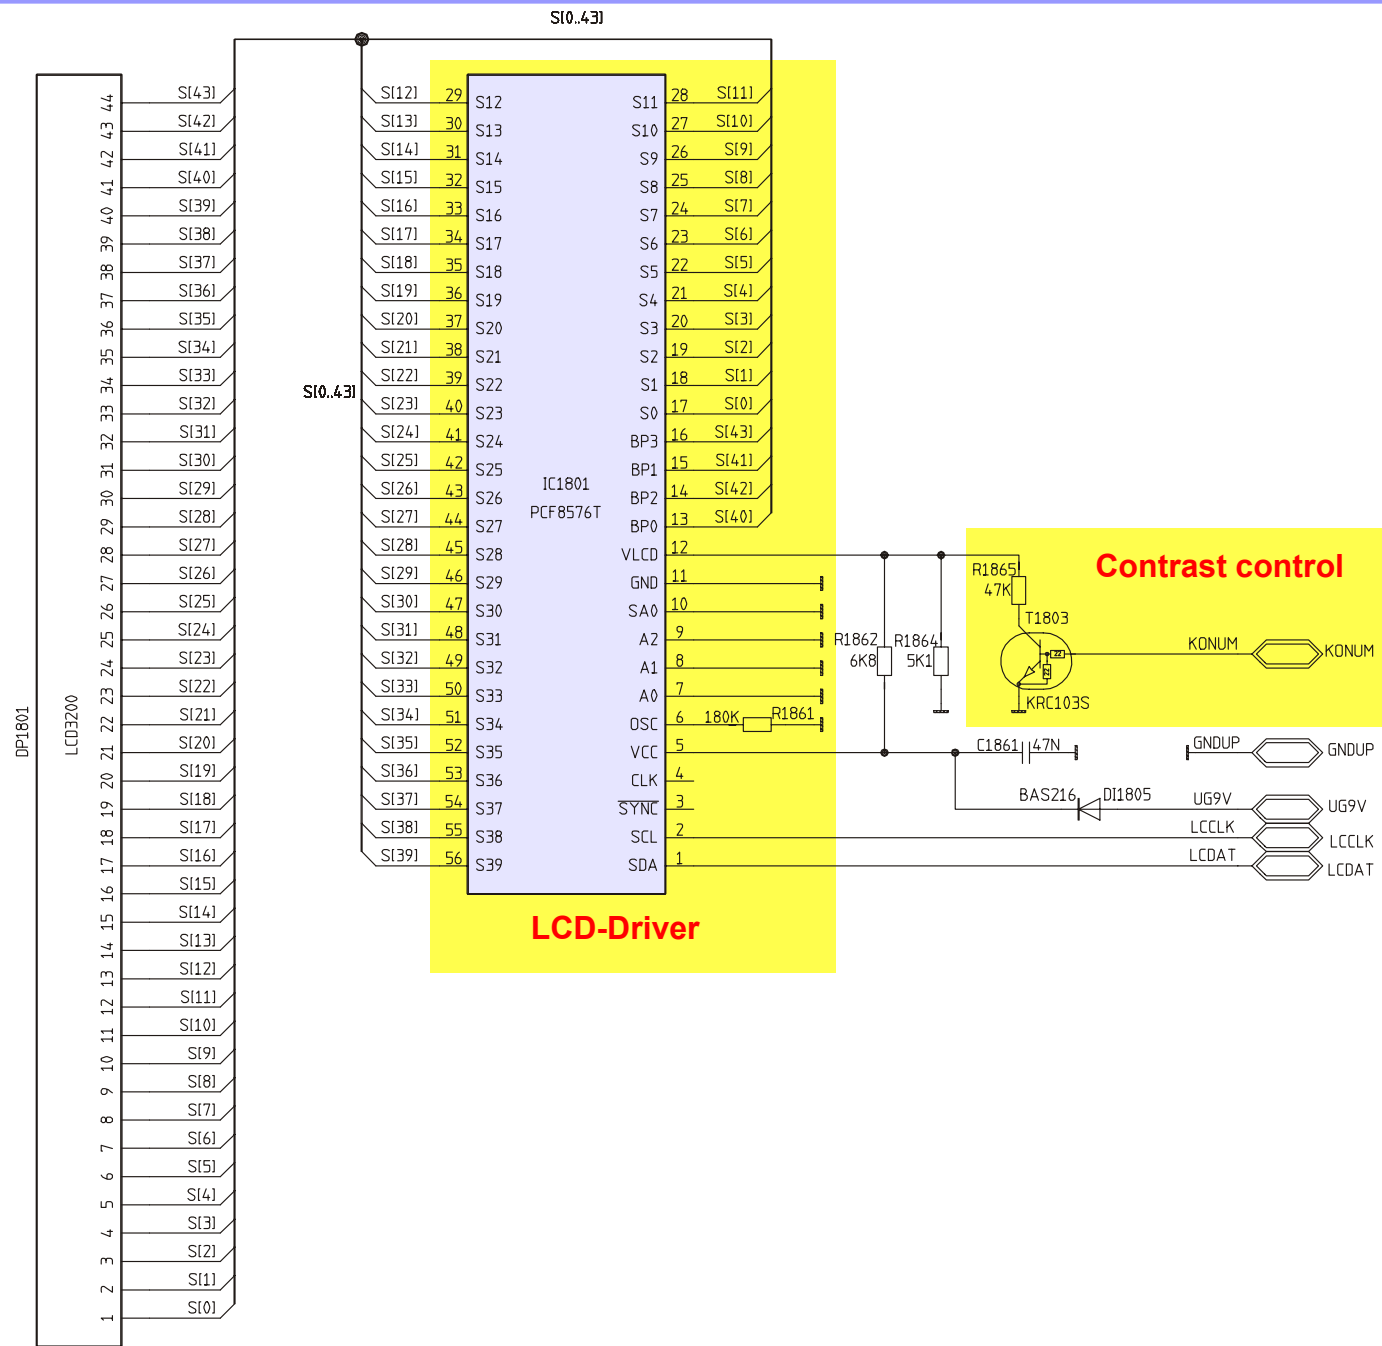 S[0..43]
44 S[43]
43 S[42]
42 S[41]
41 S[40]
40 S[39]
39 S[38]
38 S[37]
37 S[36]
36 S[35]
35 S[34]
34 S[33]
33 S[32]
32 S[31]
31 S[30]
30 S[29]
29 S[28]
28 S[27]
27 S[26]
26 S[25]
25 S[24]
24 S[23]
23 S[22]
22 S[21]
21 S[20]
20 S[19]
19 S[18]
18 S[17]
17 S[16]
16 S[15]
15 S[14]
14 S[13]
13 S[12]
12 S[11]
11 S[10]
10 S[9]
9 S[8]
8 S[7]
7 S[6]
6 S[5]
5 S[4]
4 S[3]
3 S[2]
2 S[1]
1 S[0]
DP1801
LCD3200
S[0..43]
S[12] 29 S12
S[13] 30 S13
S[14] 31 S14
S[15] 32 S15
S[16] 33 S16
S[17] 34 S17
S[18] 35 S18
S[19] 36 S19
S[20] 37 S20
S[21] 38 S21
S[22] 39 S22
S[23] 40 S23
S[24] 41 S24
S[25] 42 S25
S[26] 43 S26
S[27] 44 S27
S[28] 45 S28
S[29] 46 S29
S[30] 47 S30
S[31] 48 S31
S[32] 49 S32
S[33] 50 S33
S[34] 51 S34
S[35] 52 S35
S[36] 53 S36
S[37] 54 S37
S[38] 55 S38
S[39] 56 S39
IC1801
PCF8576T
S11 28 S[11]
S10 27 S[10]
S9 26 S[9]
S8 25 S[8]
S7 24 S[7]
S6 23 S[6]
S5 22 S[5]
S4 21 S[4]
S3 20 S[3]
S2 19 S[2]
S1 18 S[1]
S0 17 S[0]
BP3 16 S[43]
BP1 15 S[41]
BP2 14 S[42]
BP0 13 S[40]
VLCD 12
GND 11
SA0 10
A2 9
A1 8
A0 7
OSC 6 180K R1861
VCC 5
CLK 4
SYNC 3
SCL 2
SDA 1
LCD-Driver
R1862
6K8
R1864
5K1
Contrast control
R1865
47K
T1803
22
22
KRC103S
KONUM KONUM
C1861 47N
GNDUP GNDUP
BAS216 DI1805
UG9V UG9V
LCCLK LCCLK
LCDAT LCDAT